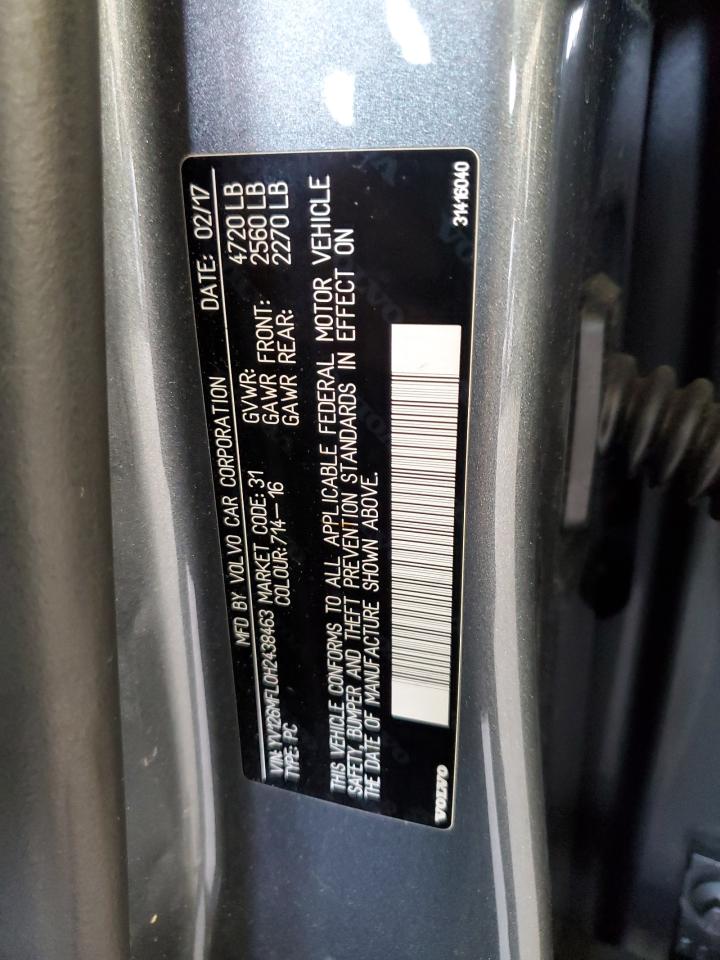 MFD BY VOLVO CAR CORPORATION DATE: 02/17
VIN: YV126MFL0H2438463 MARKET CODE: 31 GVWR: 4720 LB
TYPE: PC COLOUR: 714-16 GAWR FRONT: 2560 LB
GAWR REAR: 2270 LB
THIS VEHICLE CONFORMS TO ALL APPLICABLE FEDERAL MOTOR VEHICLE
SAFETY, BUMPER AND THEFT PREVENTION STANDARDS IN EFFECT ON
THE DATE OF MANUFACTURE SHOWN ABOVE.
VOLVO 31416040